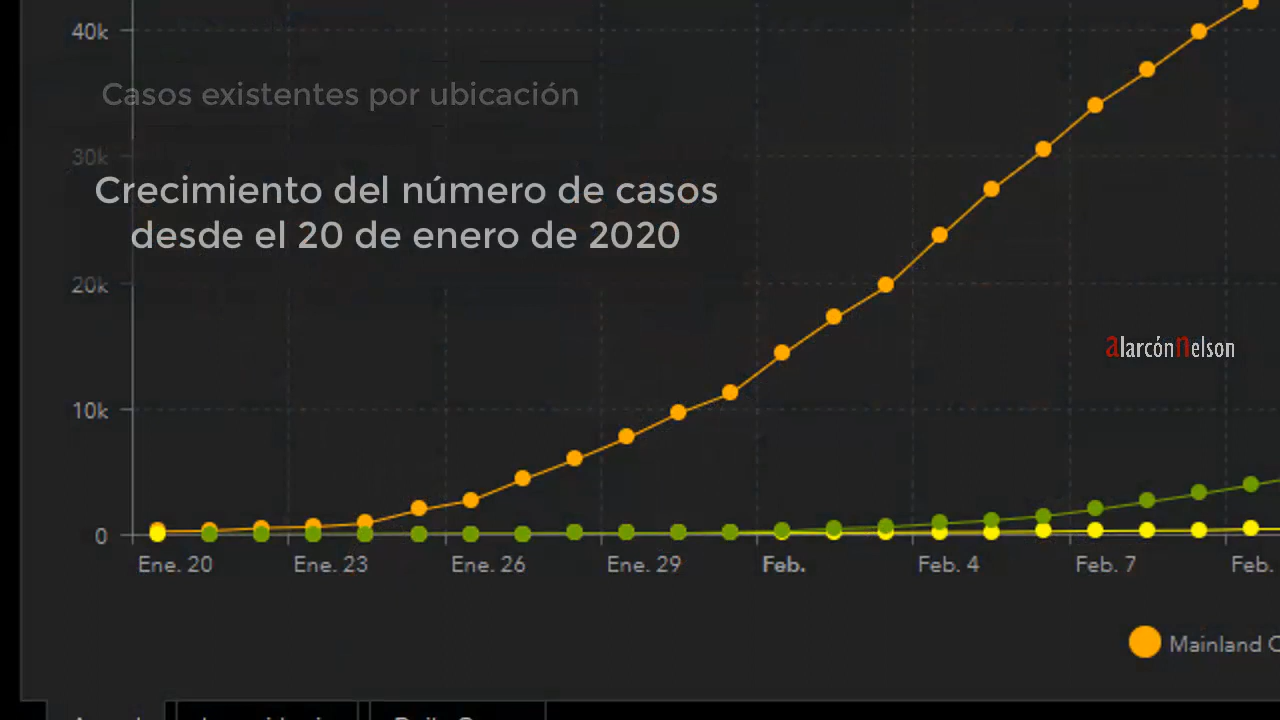 40k
Casos existentes por ubicación
30k
Crecimiento del número de casos
desde el 20 de enero de 2020
20k
alarcónnelson
10k
0
Ene. 20 Ene. 23 Ene. 26 Ene. 29 Feb. Feb. 4 Feb. 7 Feb.
Mainland